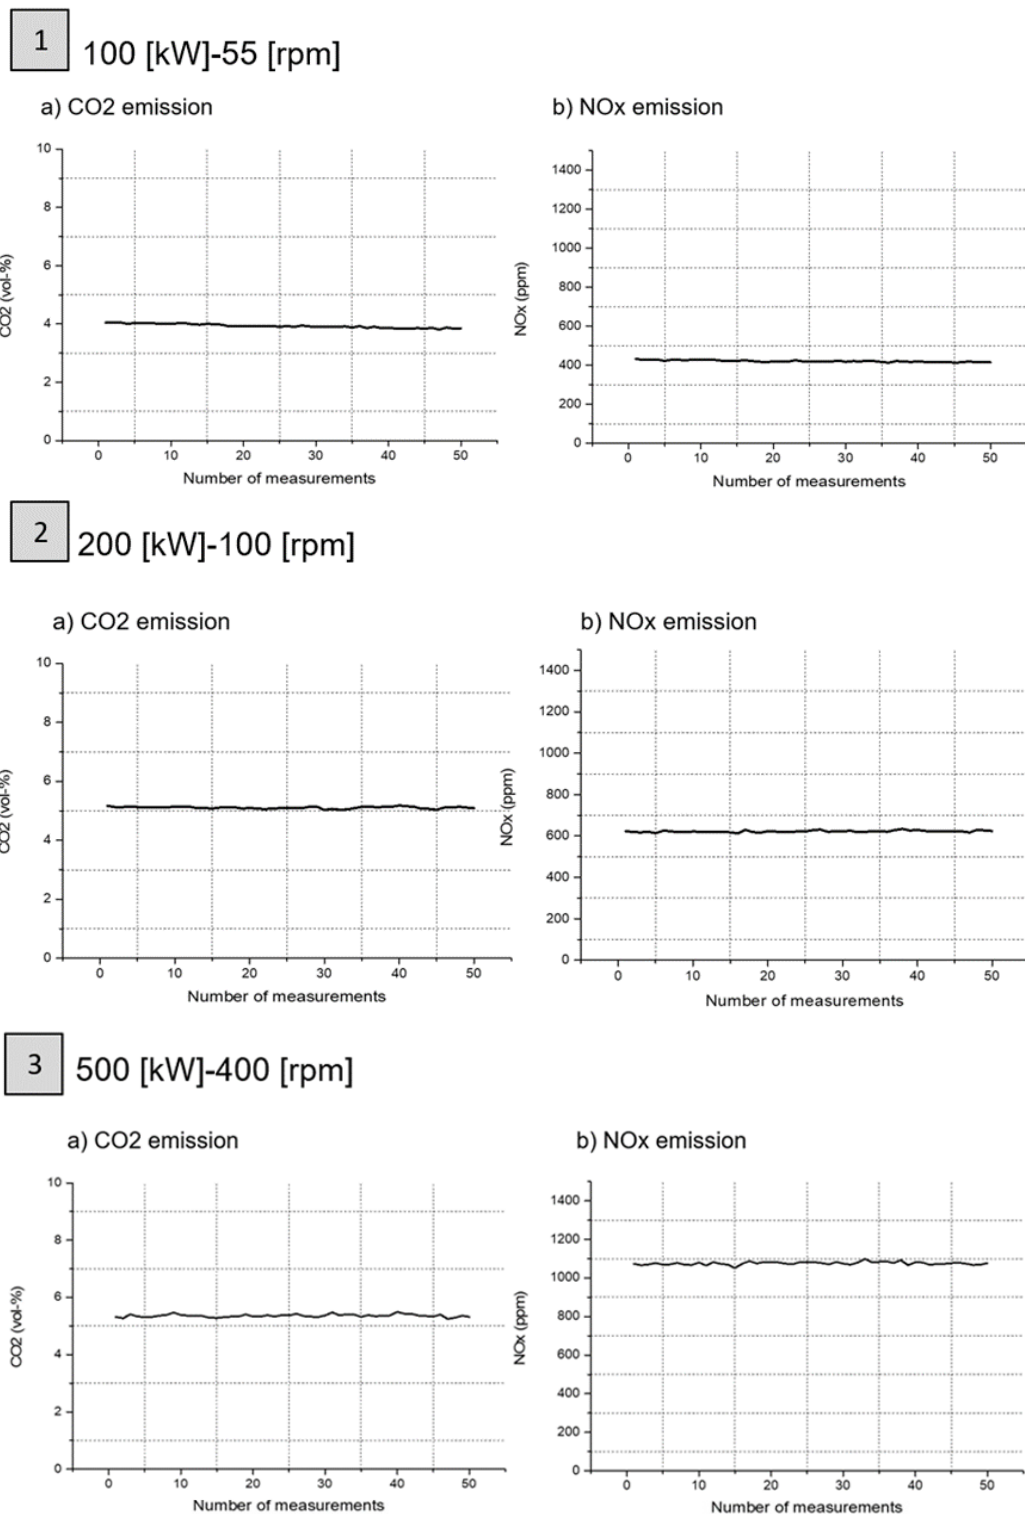 1
100 [kW]-55 [rpm]
a) CO2 emission
b) NOx emission
10
8
6
4
2
0
CO2 (vol-%)
0 10 20 30 40 50
Number of measurements
1400
1200
1000
800
600
400
200
0
NOx (ppm)
0 10 20 30 40 50
Number of measurements
2
200 [kW]-100 [rpm]
a) CO2 emission
b) NOx emission
10
8
6
4
2
0
CO2 (vol-%)
0 10 20 30 40 50
Number of measurements
1400
1200
1000
800
600
400
200
0
NOx (ppm)
0 10 20 30 40 50
Number of measurements
3
500 [kW]-400 [rpm]
a) CO2 emission
b) NOx emission
10
8
6
4
2
0
CO2 (vol-%)
0 10 20 30 40 50
Number of measurements
1400
1200
1000
800
600
400
200
0
NOx (ppm)
0 10 20 30 40 50
Number of measurements